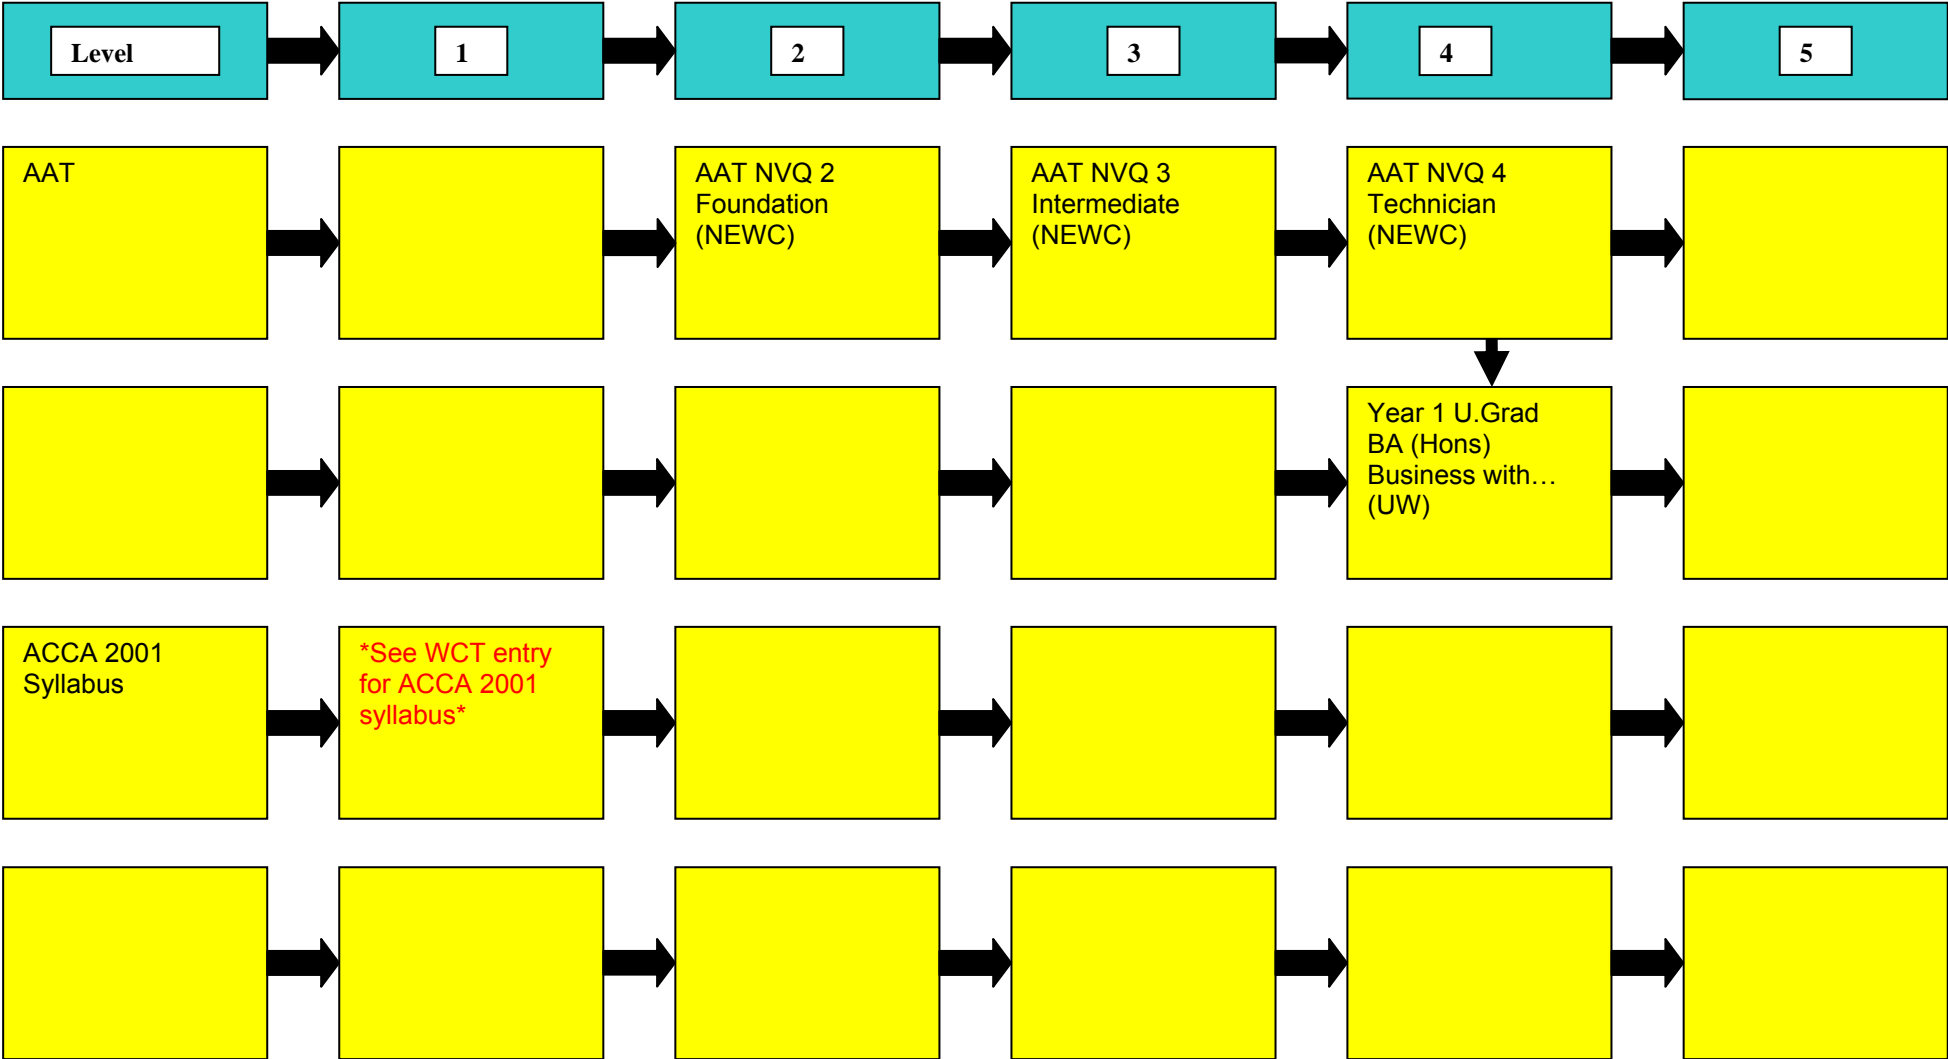 Level
1
2
3
4
5
AAT
AAT NVQ 2
Foundation
(NEWC)
AAT NVQ 3
Intermediate
(NEWC)
AAT NVQ 4
Technician
(NEWC)
Year 1 U.Grad
BA (Hons)
Business with…
(UW)
ACCA 2001
Syllabus
*See WCT entry
for ACCA 2001
syllabus*